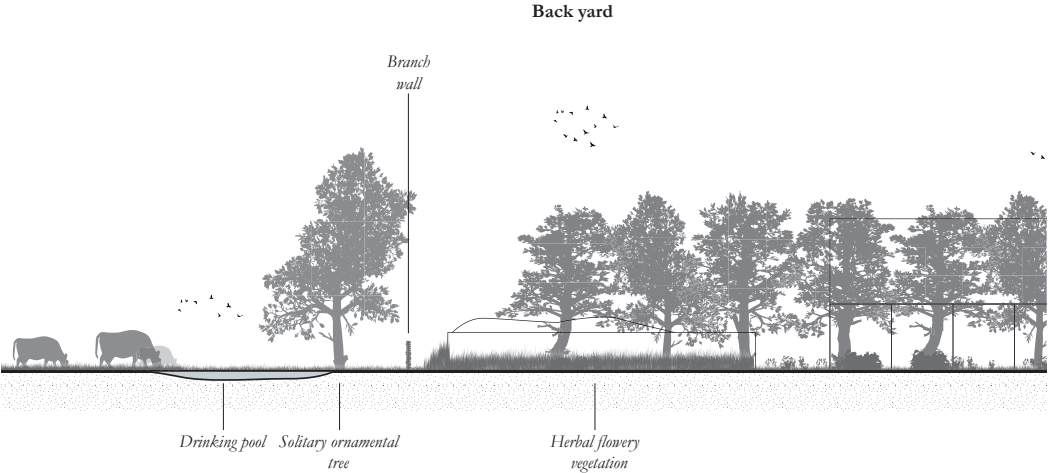 Back yard
Branch
wall
Drinking pool
Solitary ornamental
tree
Herbal flowery
vegetation